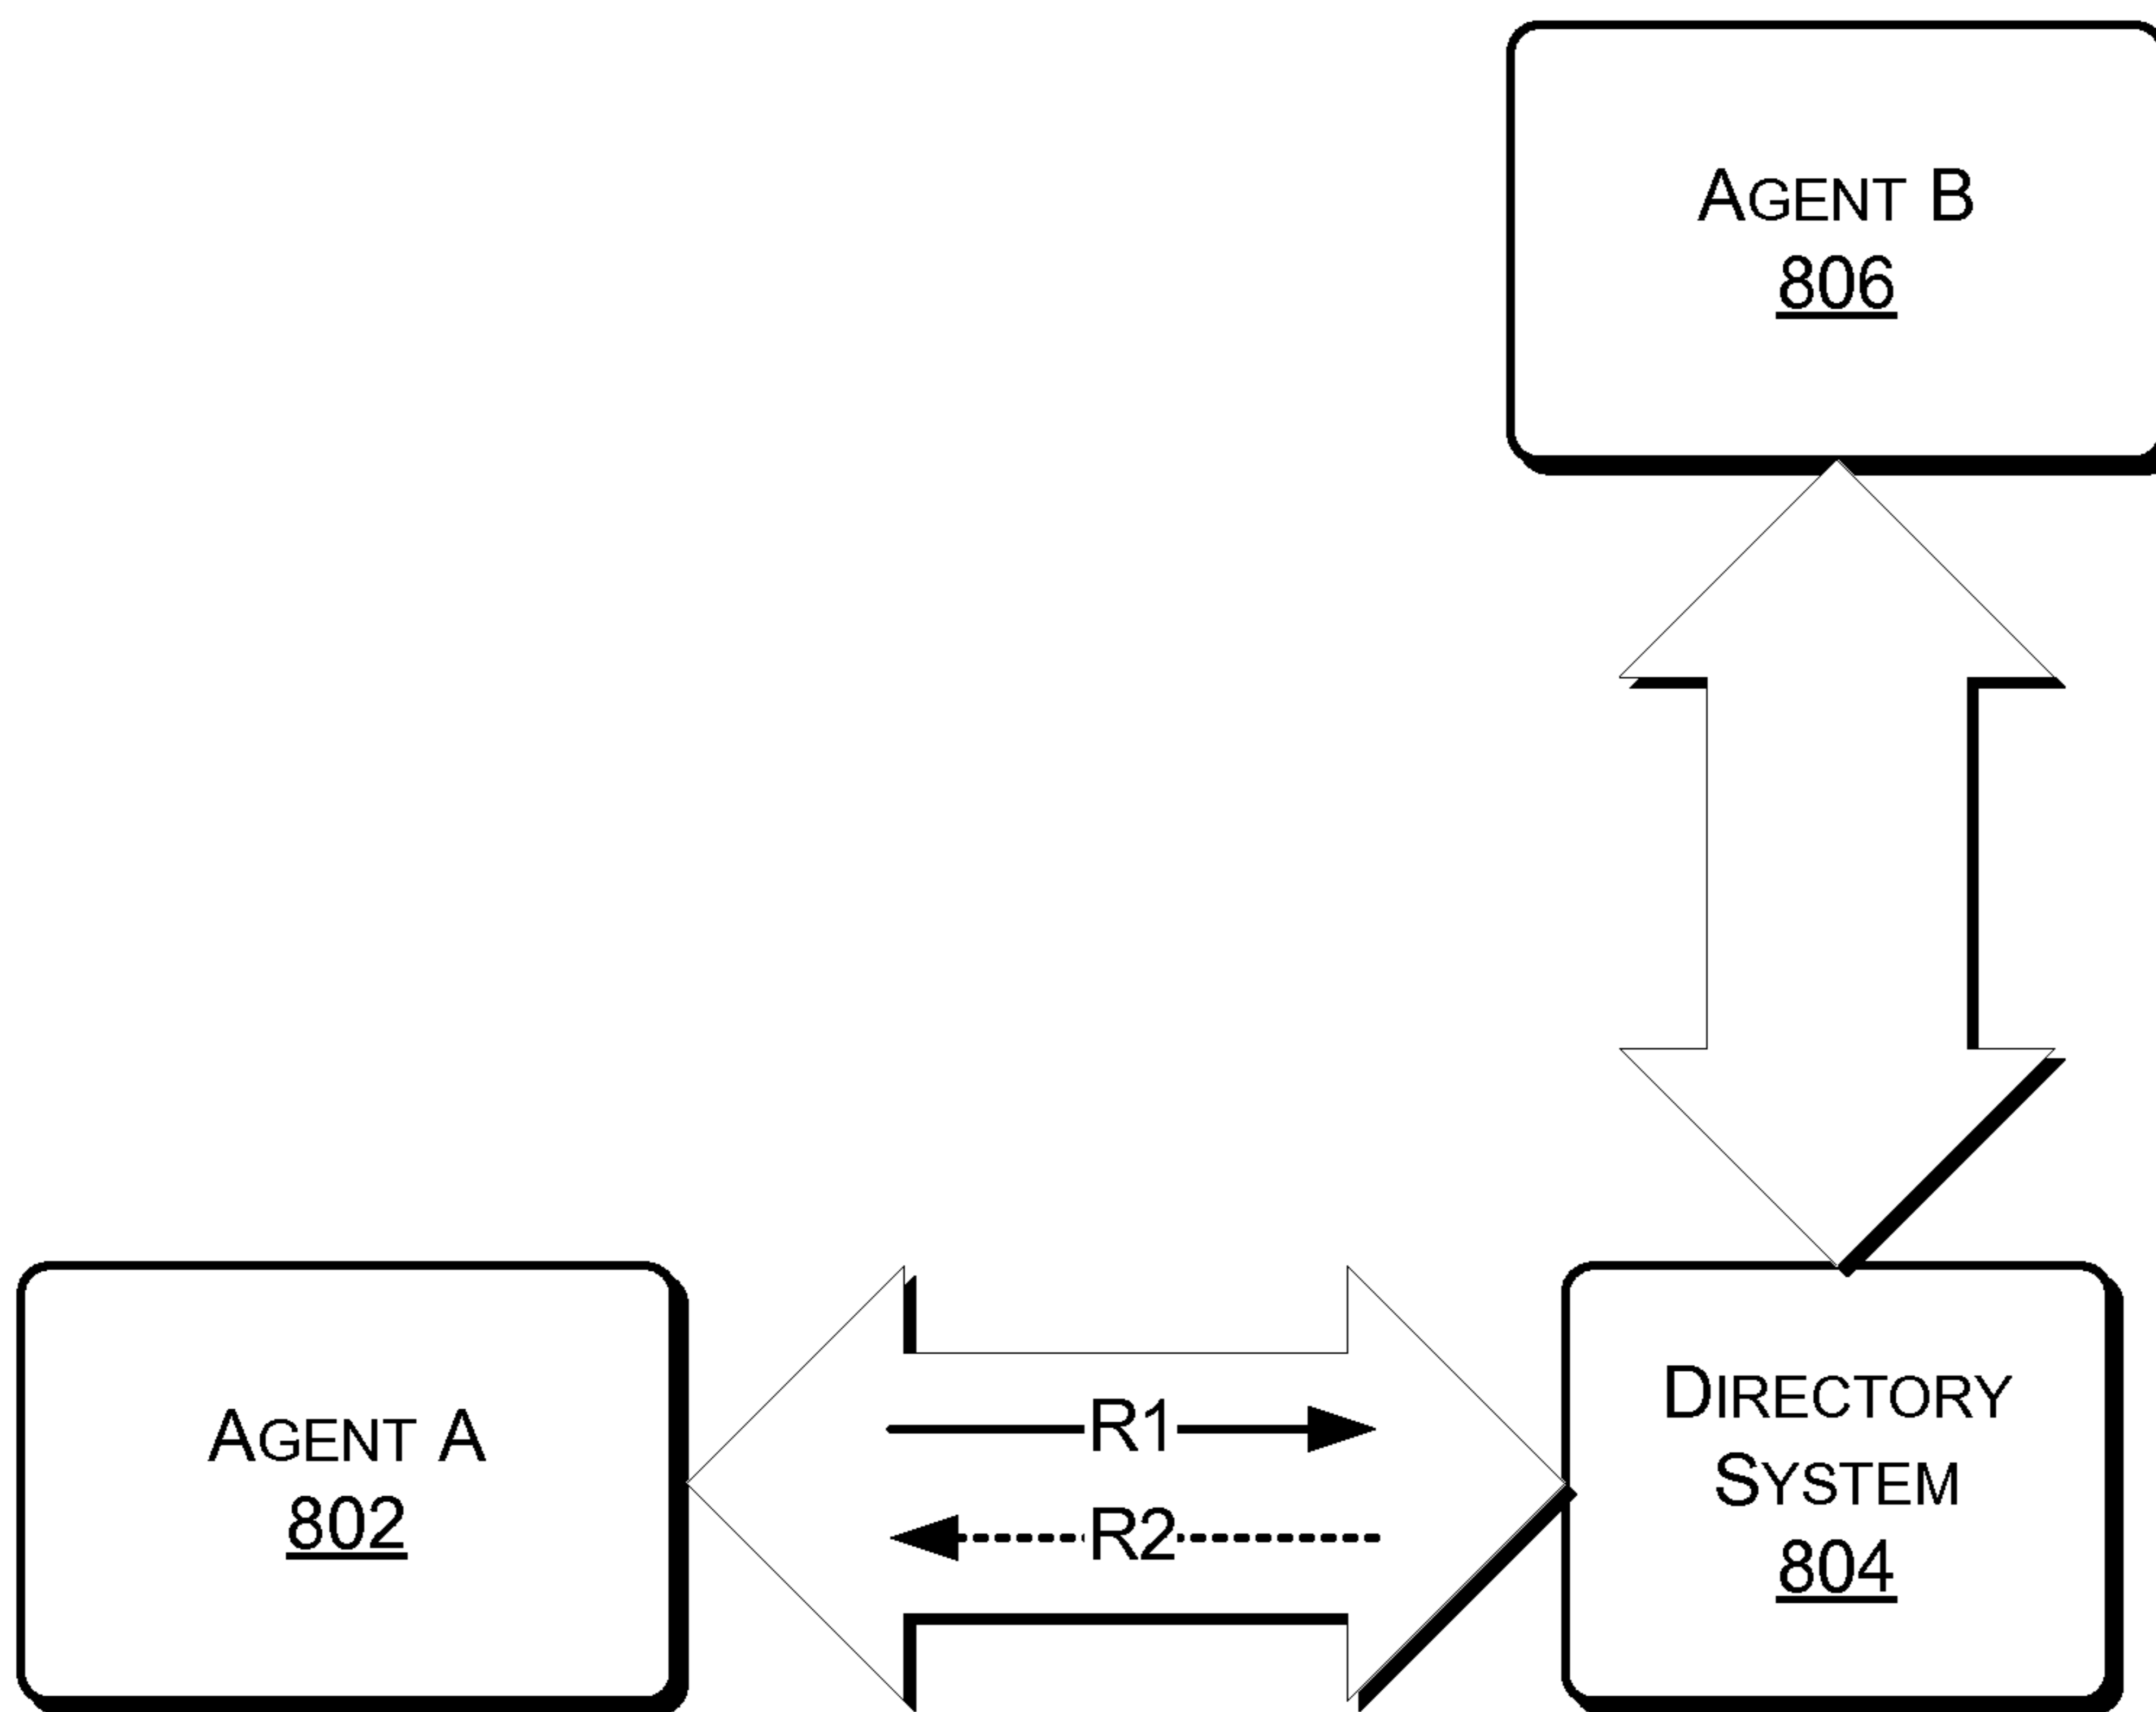 AGENT B
806
R1
R2
AGENT A
802
DIRECTORY
SYSTEM
804